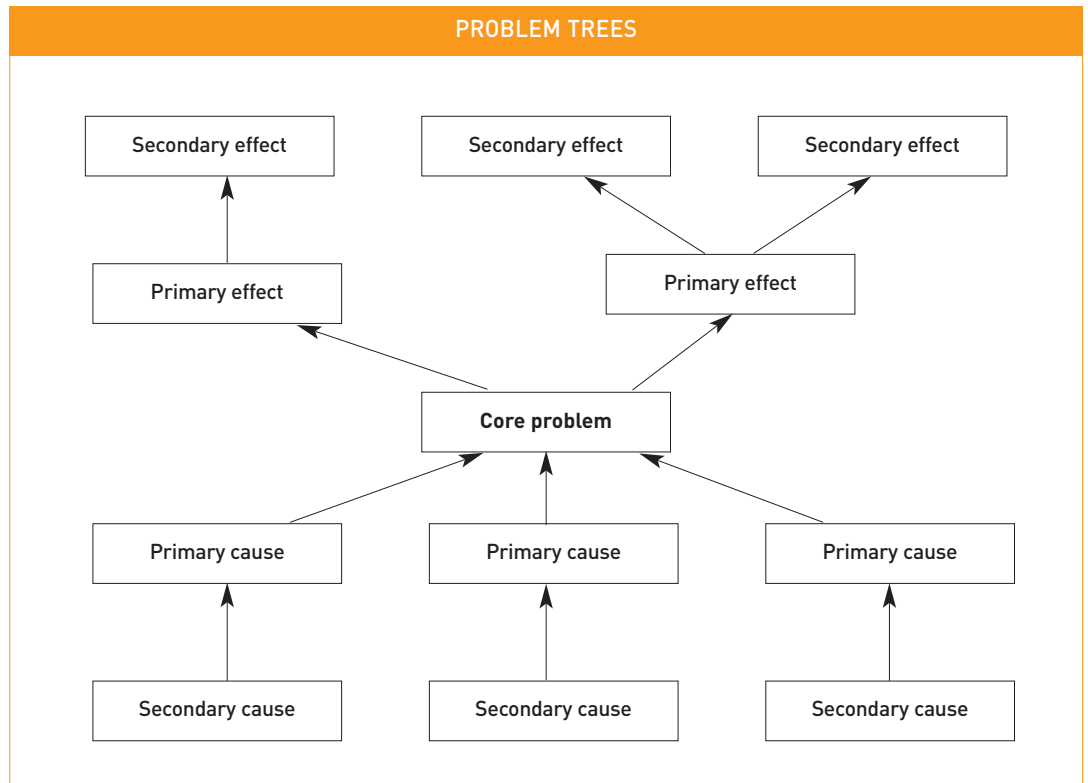 PROBLEM TREES
Secondary effect
Secondary effect
Secondary effect
Primary effect
Primary effect
Core problem
Primary cause
Primary cause
Primary cause
Secondary cause
Secondary cause
Secondary cause